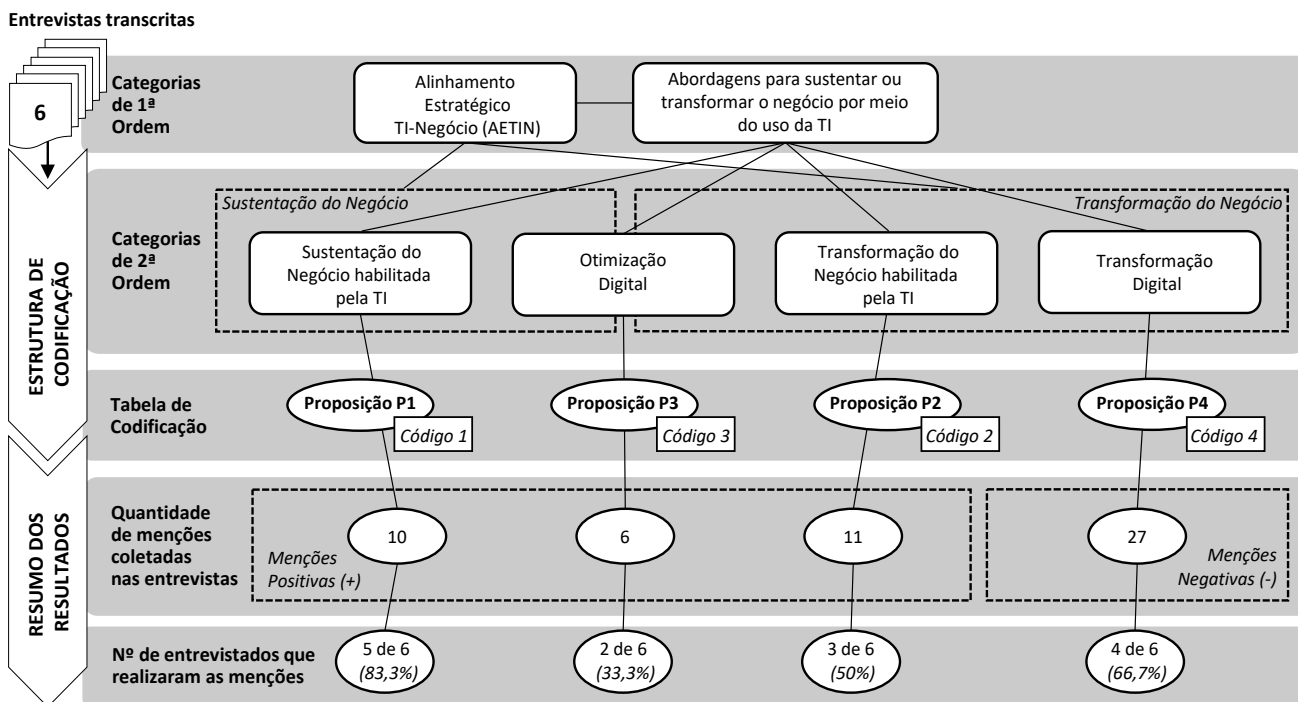 Entrevistas transcritas
6
Categorias
de 1ª
Ordem
Alinhamento
Estratégico
TI-Negócio (AETIN)
Abordagens para sustentar ou
transformar o negócio por meio
do uso da TI
ESTRUTURA DE
CODIFICAÇÃO
Categorias
de 2ª
Ordem
Sustentação do Negócio
Transformação do Negócio
Sustentação do
Negócio habilitada
pela TI
Otimização
Digital
Transformação do
Negócio habilitada
pela TI
Transformação
Digital
Tabela de
Codificação
Proposição P1
Código 1
Proposição P3
Código 3
Proposição P2
Código 2
Proposição P4
Código 4
RESUMO DOS
RESULTADOS
Quantidade
de menções
coletadas
nas entrevistas
Menções
Positivas (+)
10
6
11
27
Menções
Negativas (-)
Nº de entrevistados que
realizaram as menções
5 de 6
(83,3%)
2 de 6
(33,3%)
3 de 6
(50%)
4 de 6
(66,7%)